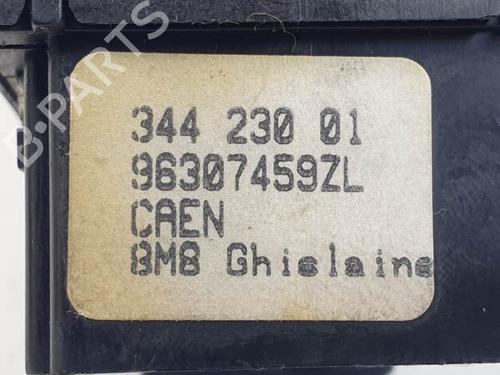 B-PARTS
344 230 01
96307459ZL
CAEN
8M8 Ghislaine